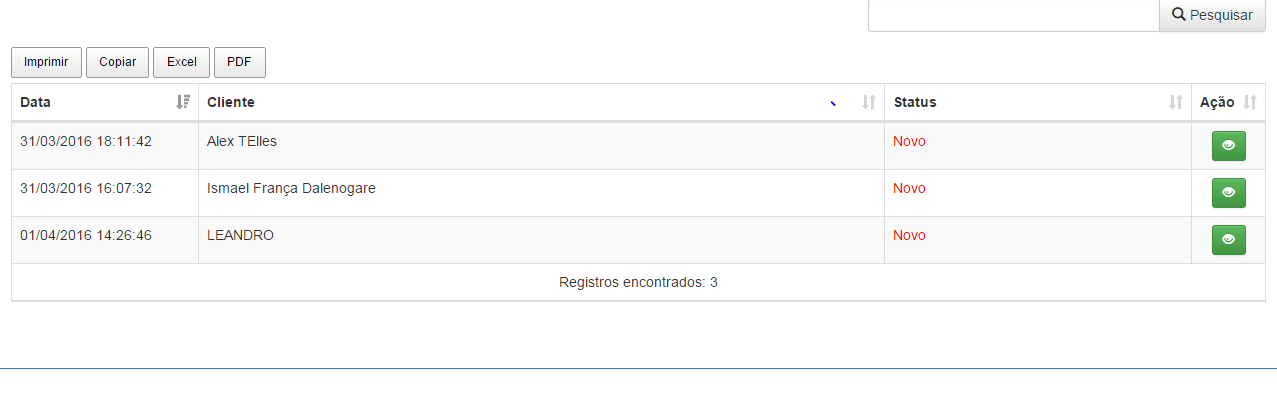 Pesquisar
Imprimir Copiar Excel PDF
Data Cliente Status Ação
31/03/2016 18:11:42 Alex TElles Novo
31/03/2016 16:07:32 Ismael França Dalenogare Novo
01/04/2016 14:26:46 LEANDRO Novo
Registros encontrados: 3